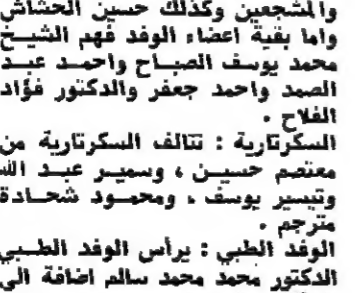 والمشجعين وكذلك حسين الحشاش
واما بقية اعضاء الوفد فهم الشيخ
محمد يوسف الصباح واحمد عبد
الصمد واحمد جعفر والدكتور فؤاد
الفلاح .
السكرتارية : تتالف السكرتارية من
معتصم حسين ، وسمير عبد الله
وتيسير يوسف ، ومحمود شحادة
مترجم .
الوفد الطبي : يرأس الوفد الطبي
الدكتور محمد محمد سالم اضافة الى